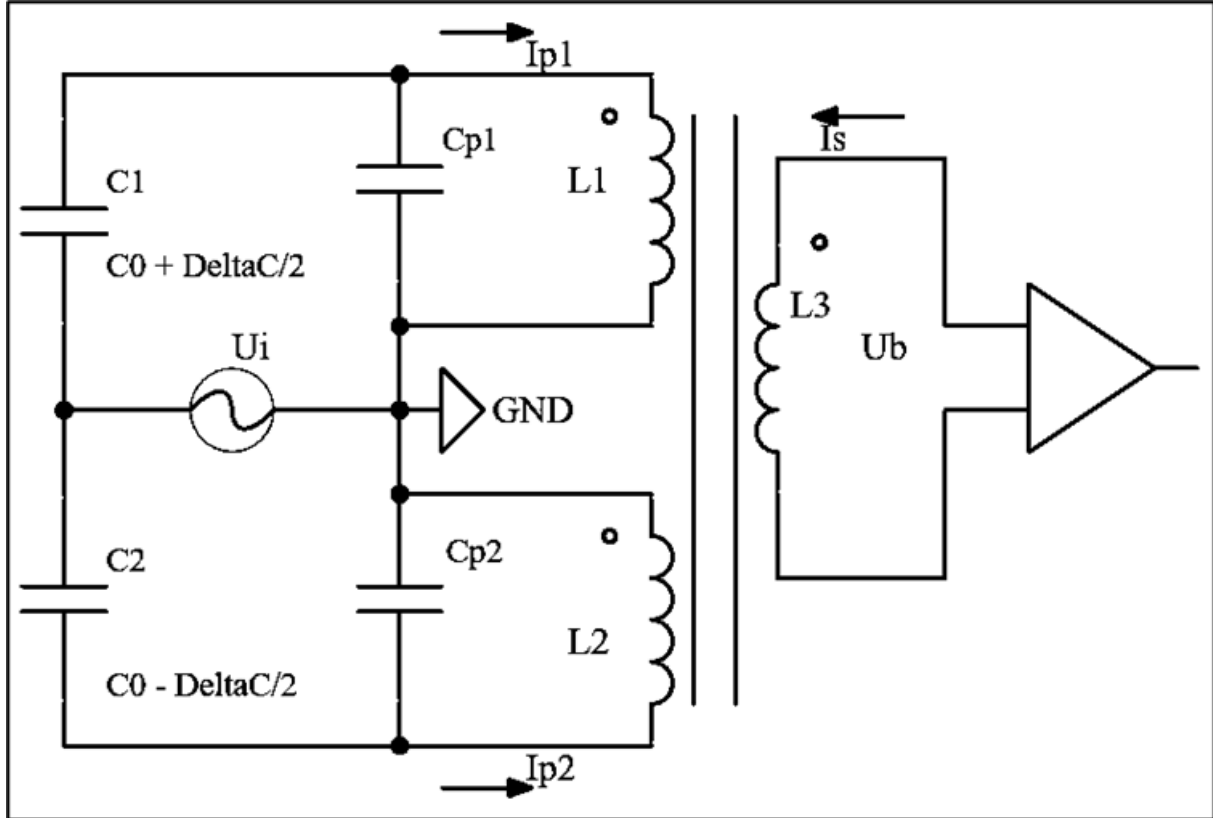 Ip1
Cp1
Is
C1
L1
C0 + DeltaC/2
L3
Ui
Ub
GND
C2
Cp2
L2
C0 - DeltaC/2
Ip2